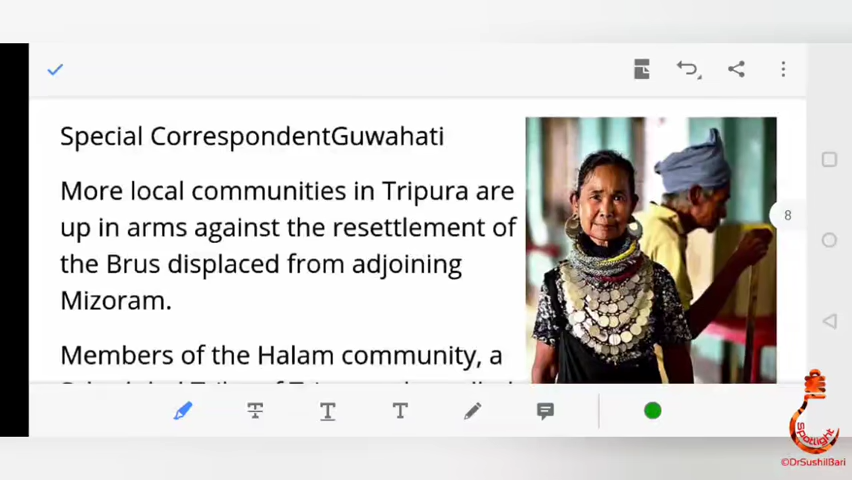 Special CorrespondentGuwahati
More local communities in Tripura are
up in arms against the resettlement of
the Brus displaced from adjoining
Mizoram.
Members of the Halam community, a
8
T
T
T
Spotlight
©DrSushilBari